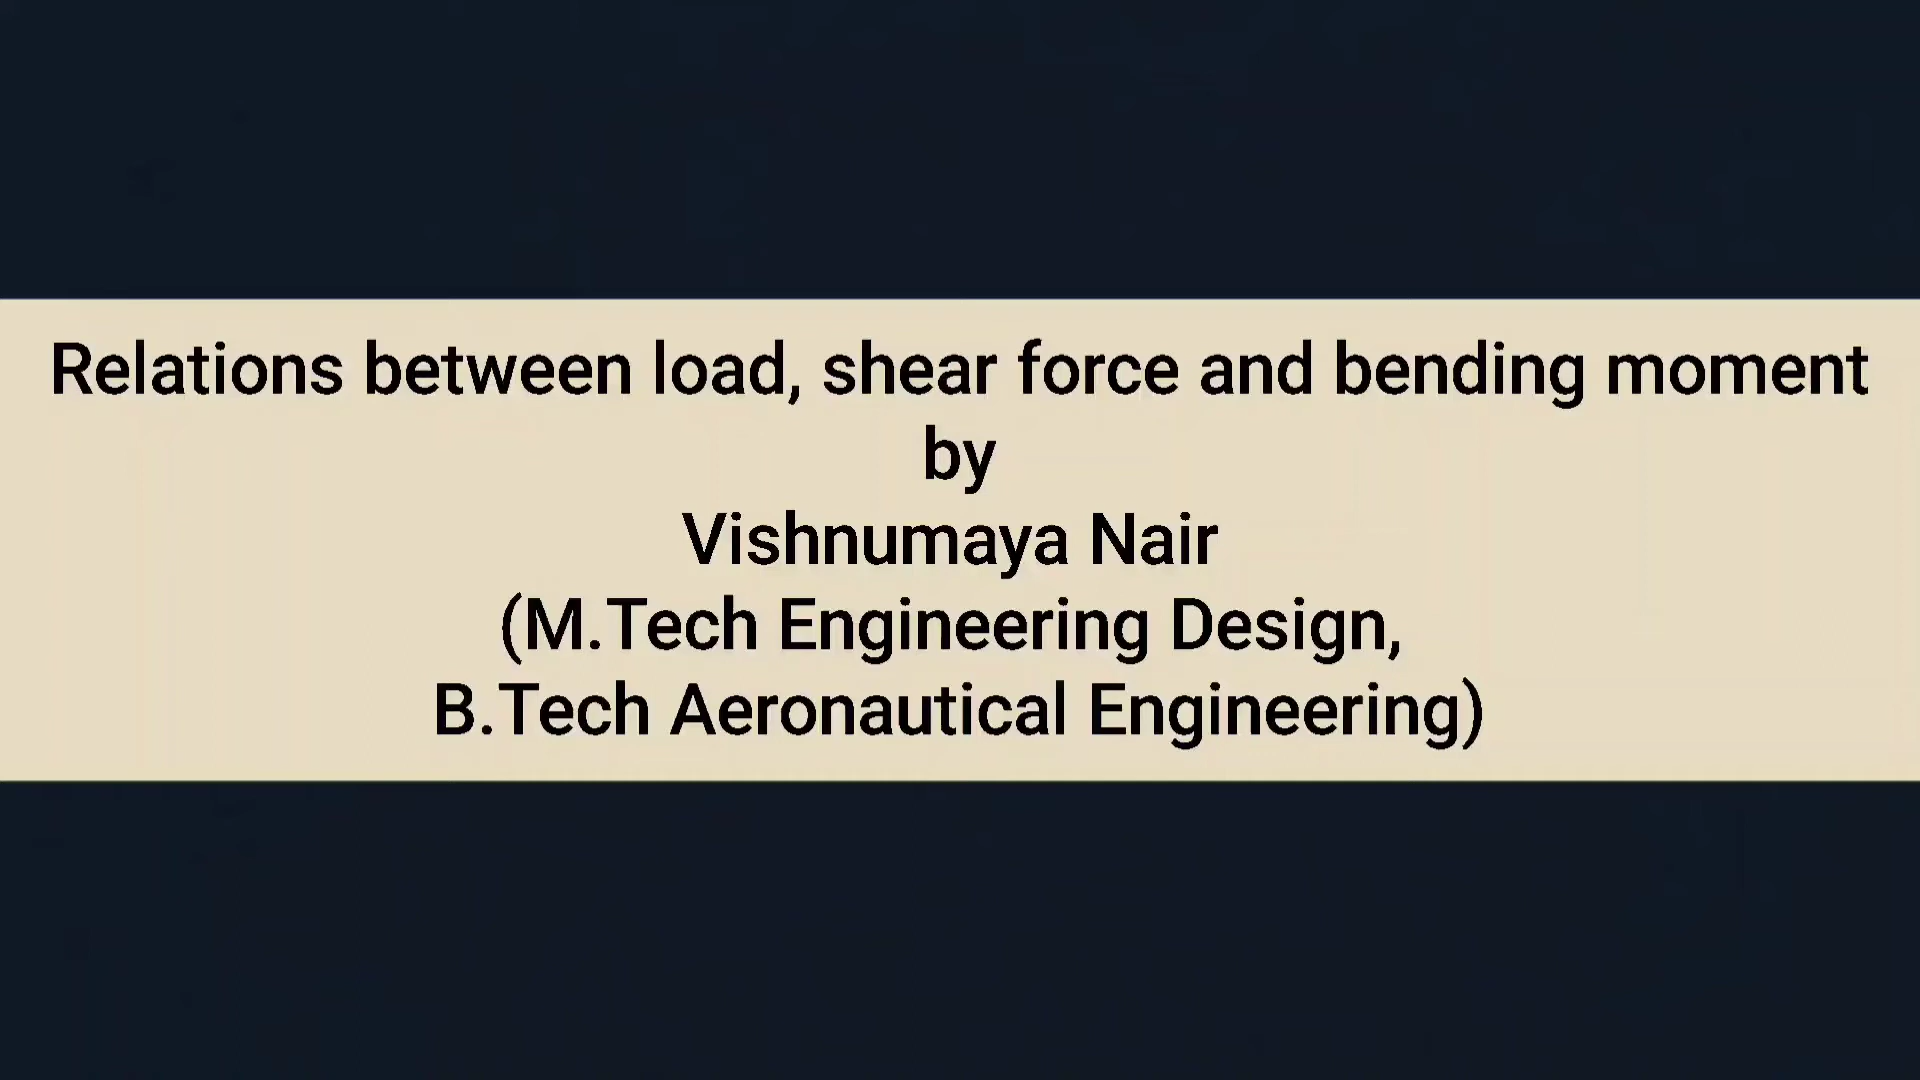 Relations between load, shear force and bending moment
by
Vishnumaya Nair
(M.Tech Engineering Design,
B.Tech Aeronautical Engineering)